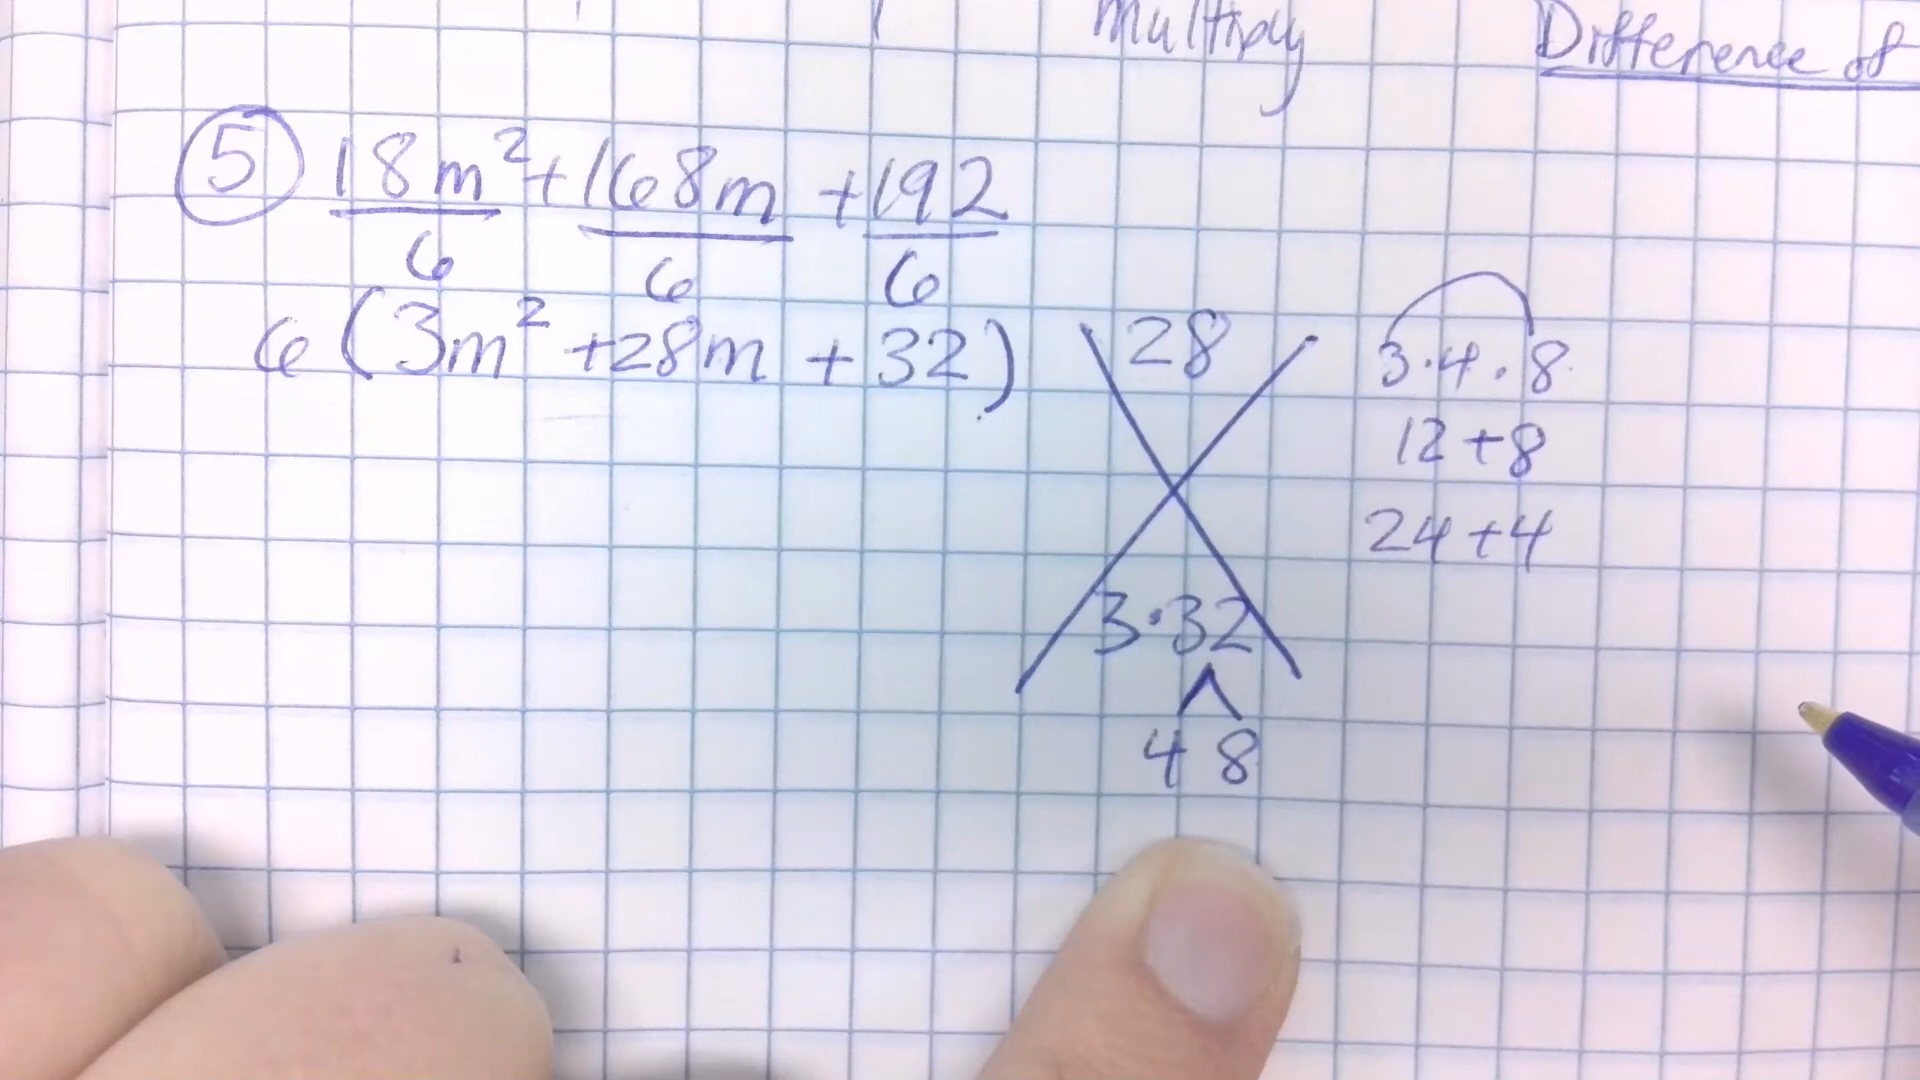 Multiply
Difference of
5 18m² + 168m + 192
6 6 6
6 (3m² + 28m + 32)
28
3 · 32
4 8
3 · 4 · 8
12 + 8
24 + 4